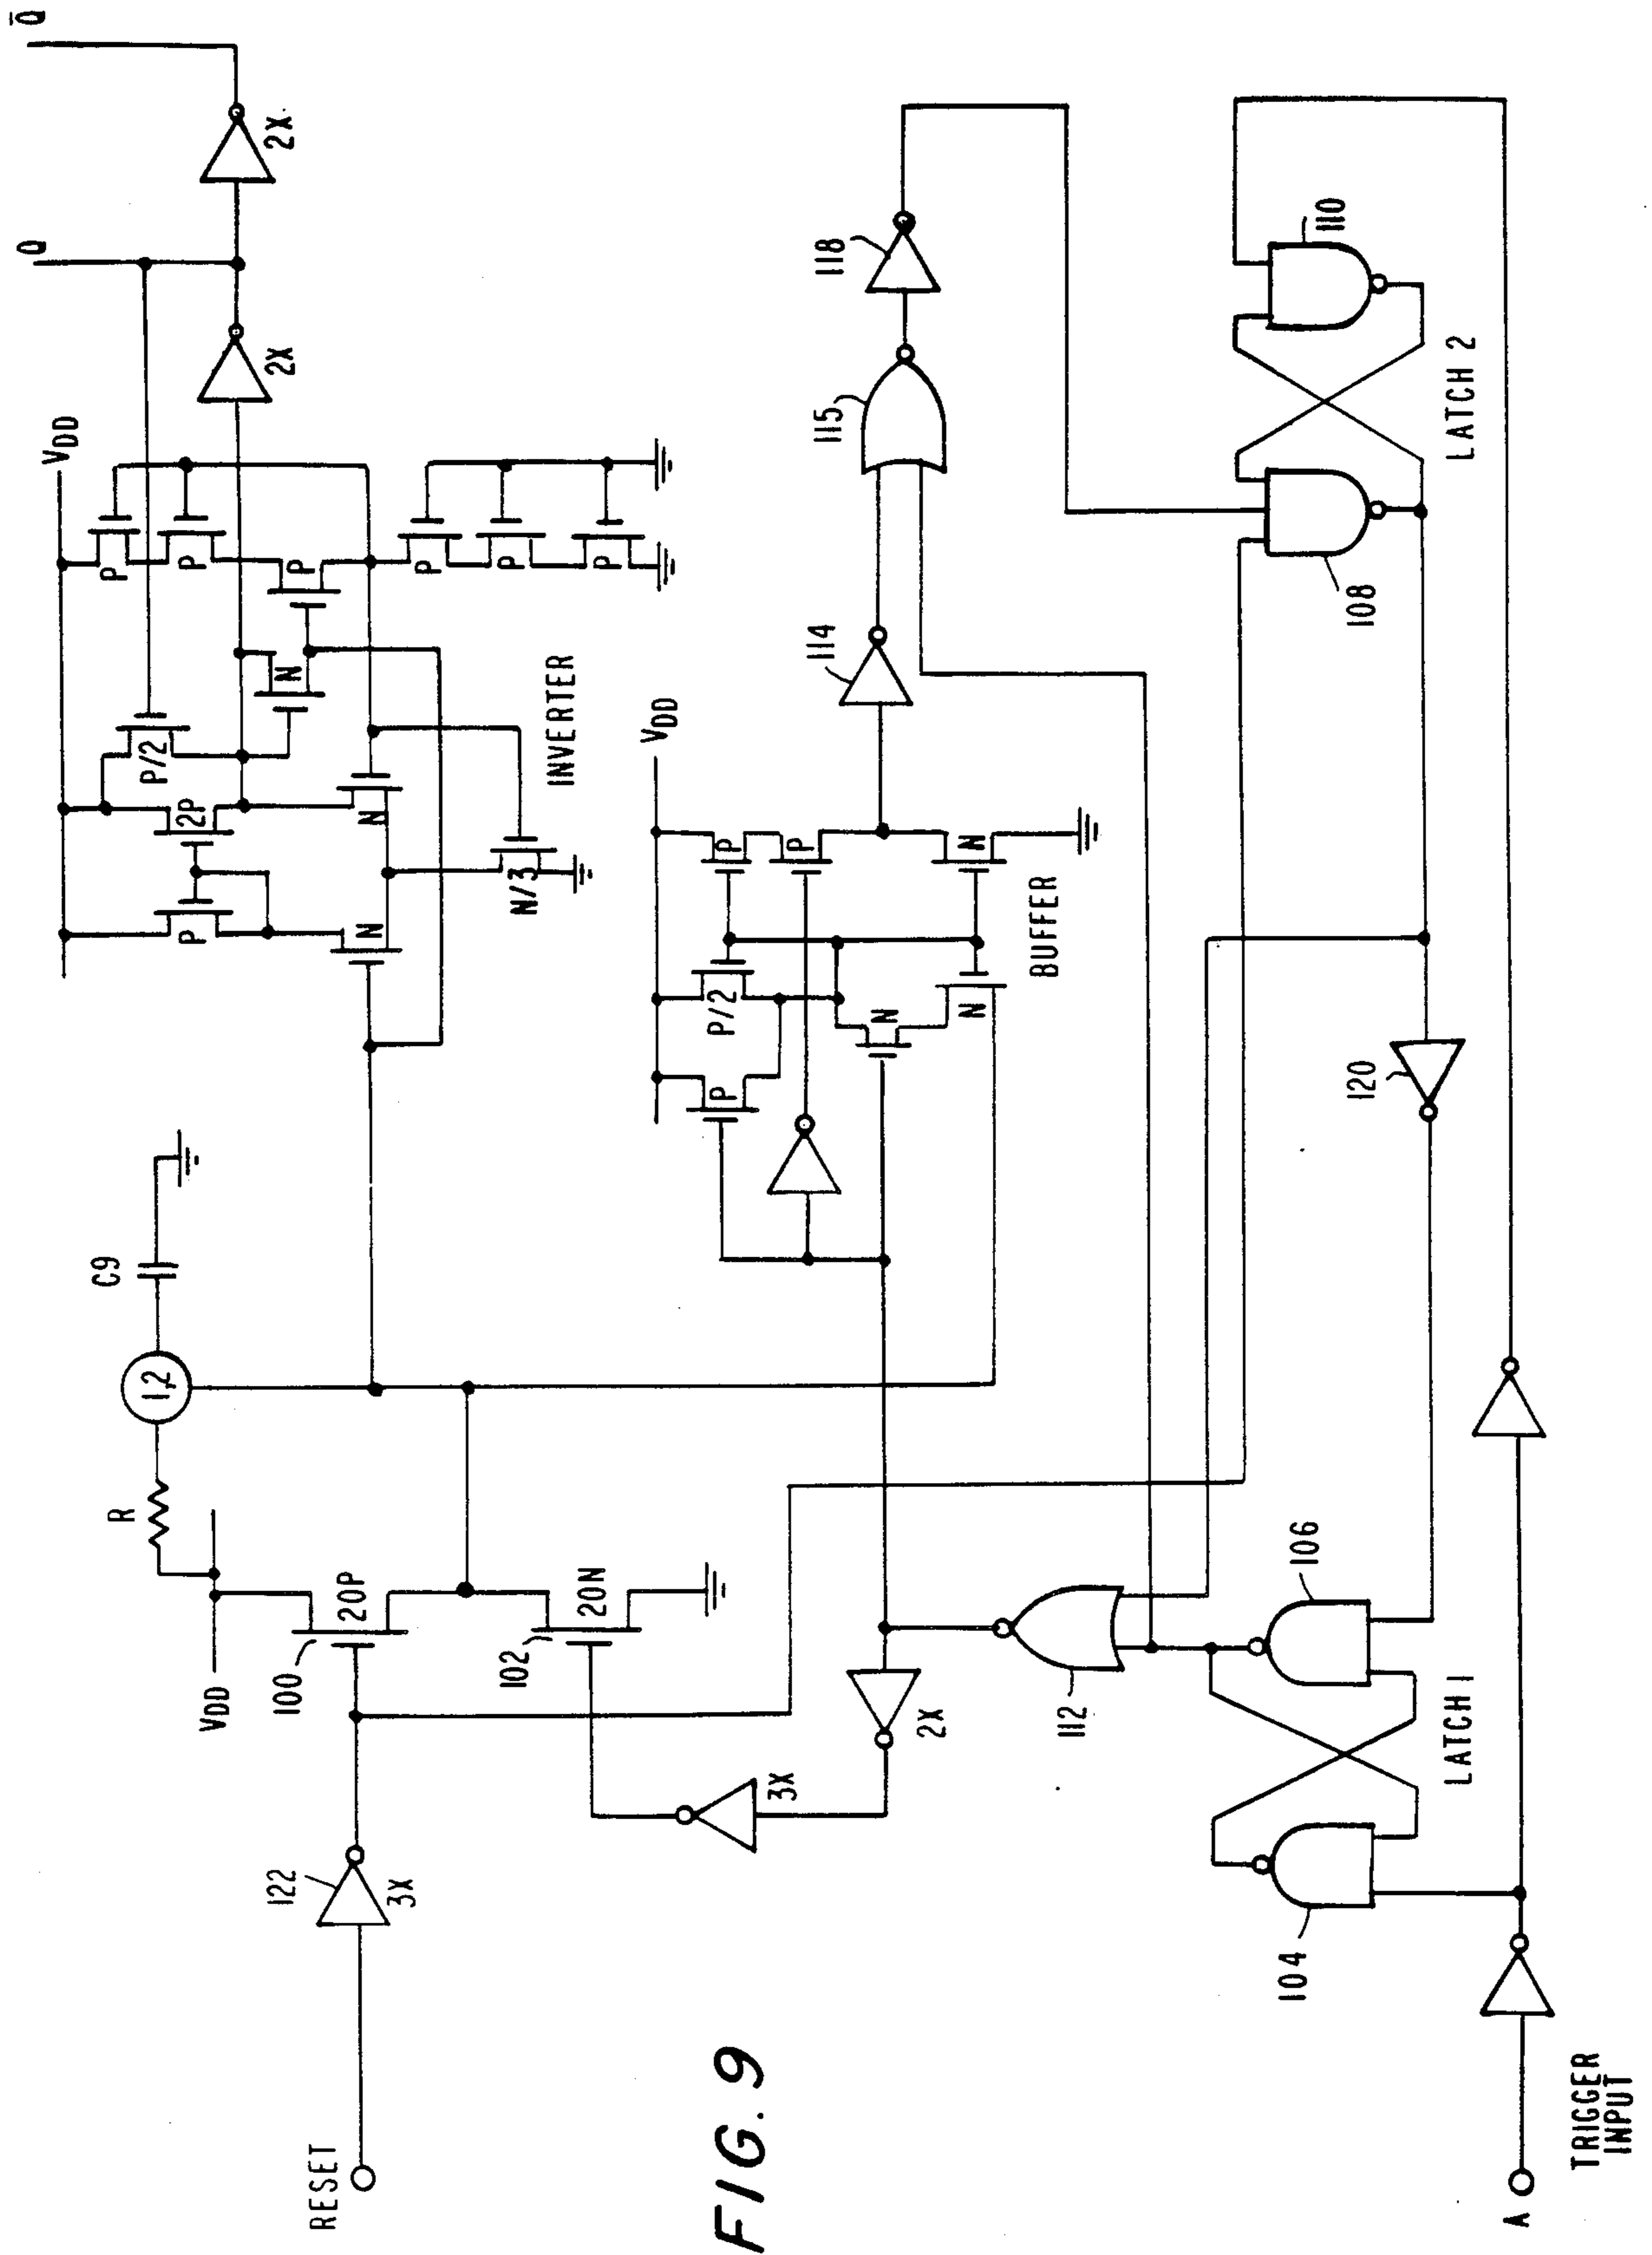 Q̄
Q
2X
2X
VDD
P
P
P
P
P
P
N
P/2
2P
P
N
N
N/3
INVERTER
C9
1,2
R
VDD
100
20P
102
20N
122
3X
RESET
3X
2X
VDD
P
P
P/2
P
N
N
N
BUFFER
114
115
118
108
110
LATCH 2
120
112
106
104
LATCH 1
A
TRIGGER
INPUT
FIG. 9